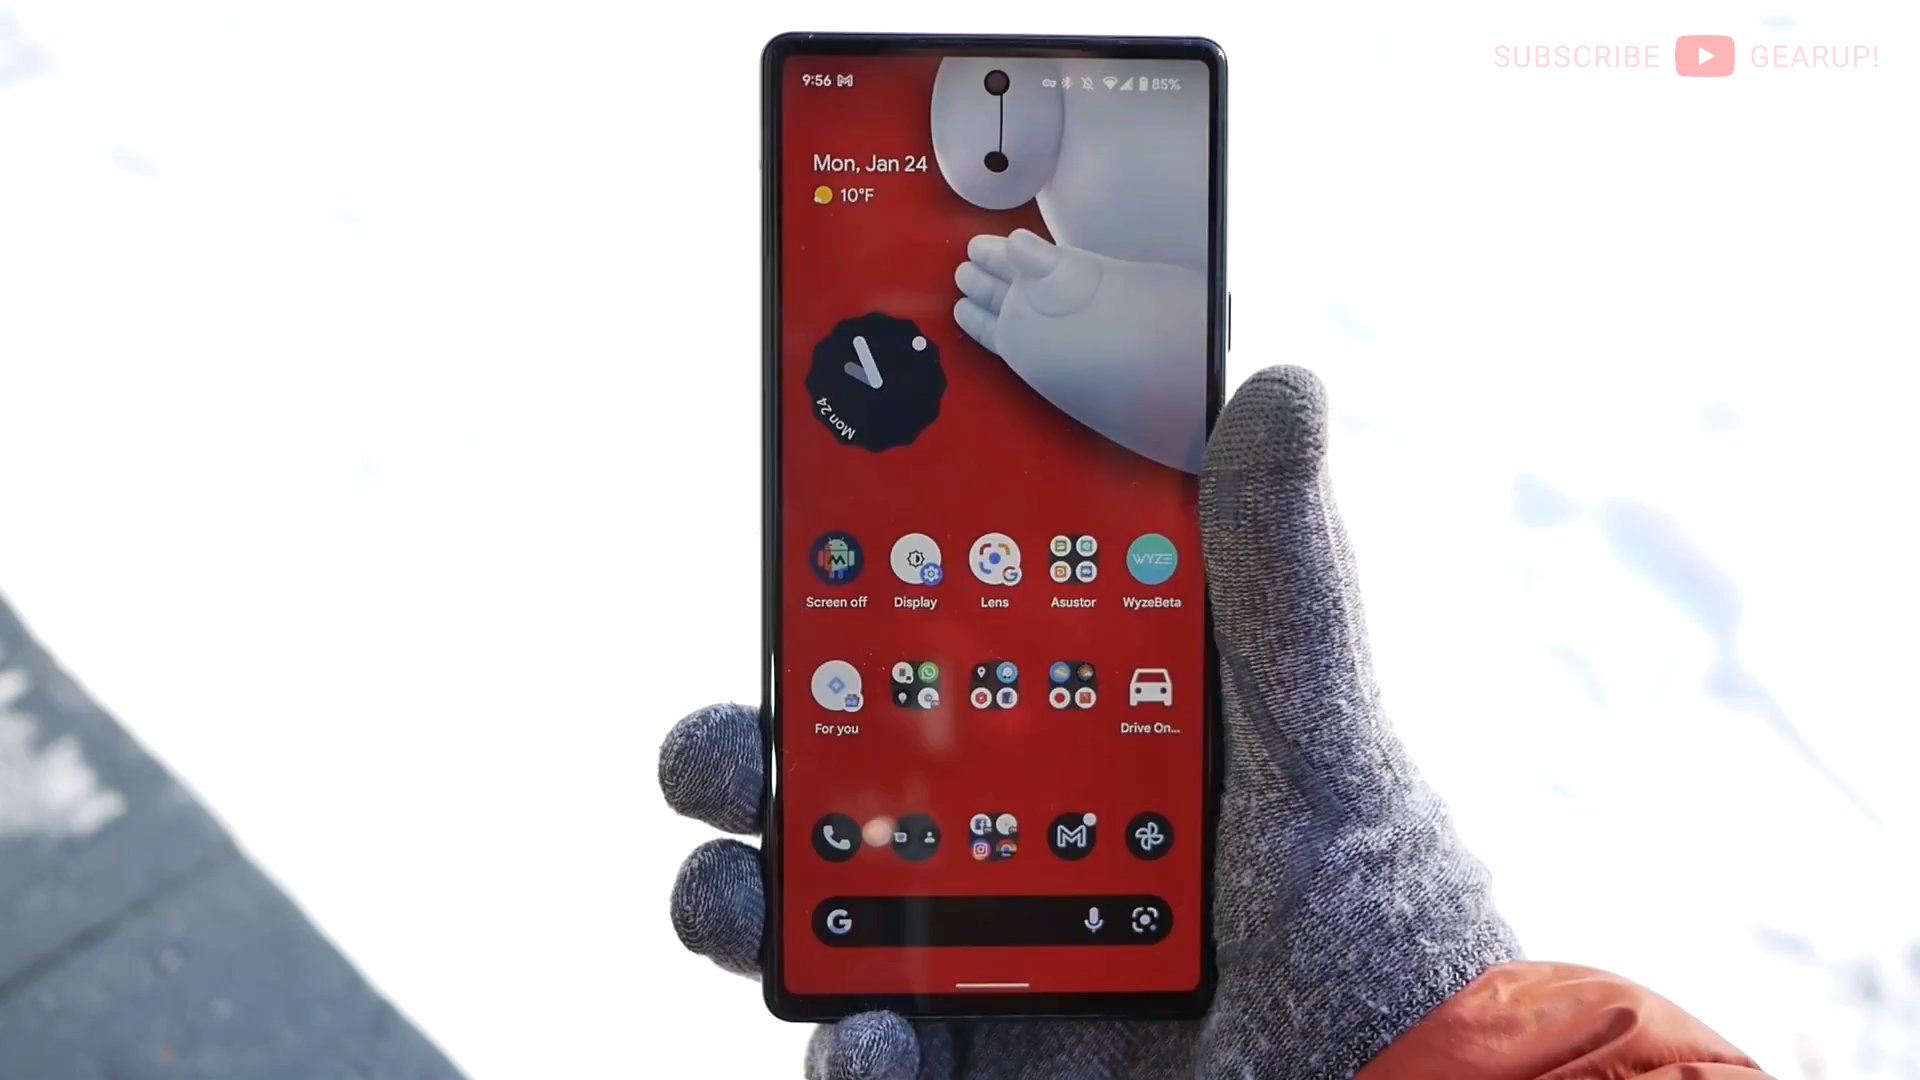 SUBSCRIBE GEARUP!
9:56 85%
Mon, Jan 24
10°F
Mon 24
WYZE
Screen off Display Lens Asustor WyzeBeta
For you Drive On...